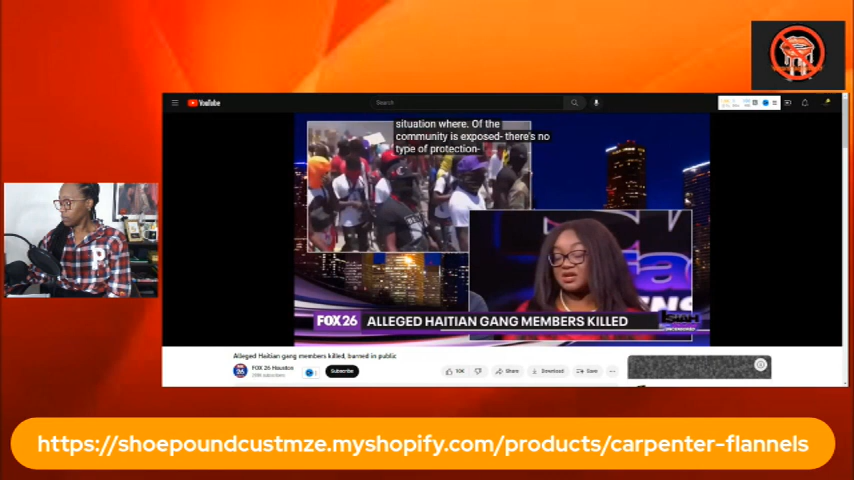 YouTube
Search
situation where. Of the
community is exposed- there's no
type of protection-
P
FOX 26
ALLEGED HAITIAN GANG MEMBERS KILLED
ISIAH
Alleged Haitian gang members killed, burned in public
FOX 26 Houston
Subscribe
10K
Share
Download
Save
https://shoepoundcustmze.myshopify.com/products/carpenter-flannels